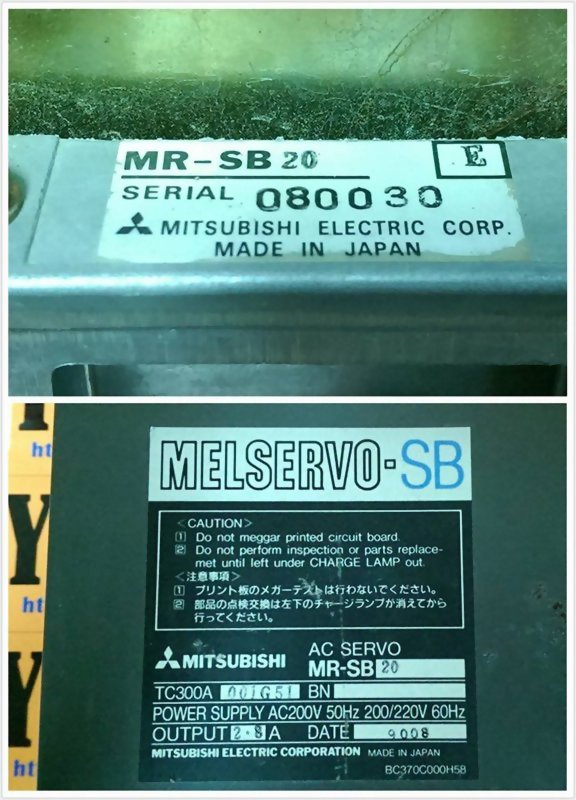 MR-SB 20
E
SERIAL 080030
MITSUBISHI ELECTRIC CORP.
MADE IN JAPAN
MELSERVO-SB
<CAUTION>
1 Do not meggar printed circuit board.
2 Do not perform inspection or parts replace-
met until left under CHARGE LAMP out.
<注意事項>
1 プリント板のメガーテストは行わないでください。
2 部品の点検交換は左下のチャージランプが消えてから
行ってください。
MITSUBISHI
AC SERVO
MR-SB 20
TC300A 001G51 BN
POWER SUPPLY AC200V 50Hz 200/220V 60Hz
OUTPUT 2.8 A DATE 9008
MITSUBISHI ELECTRIC CORPORATION MADE IN JAPAN
BC370C000H58
Y
ht
Y
ht
Y
ht